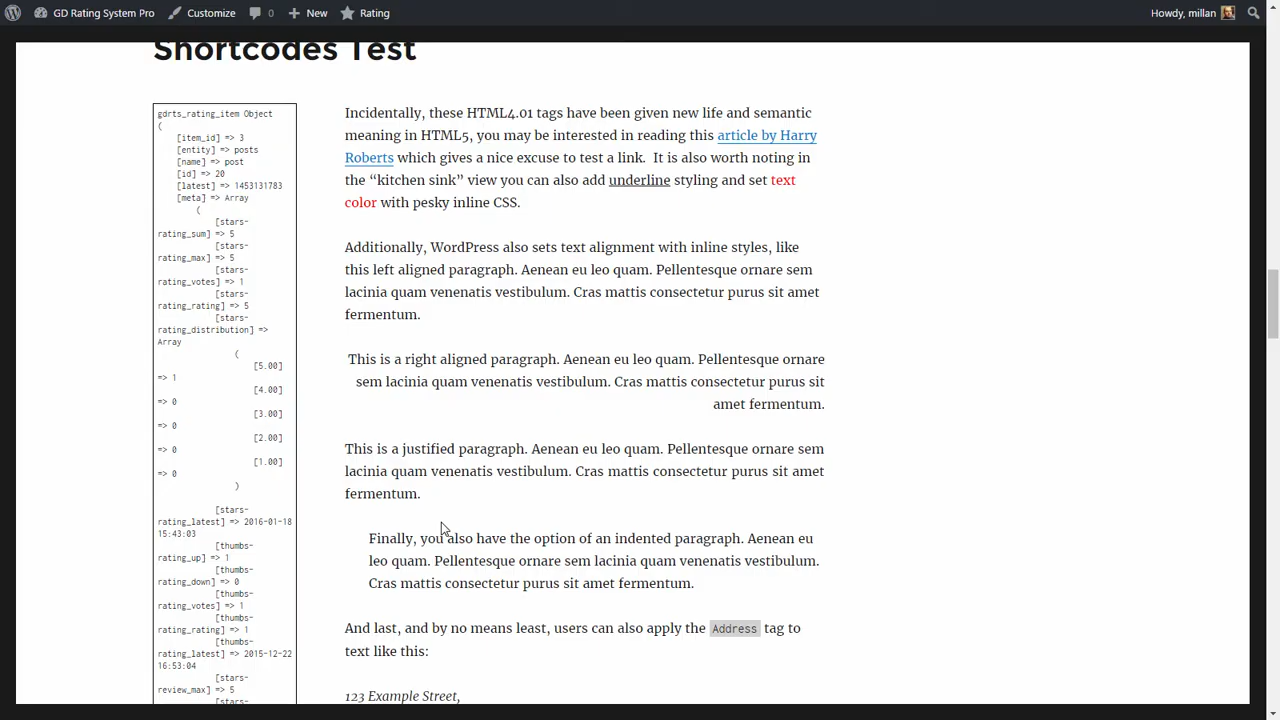 GD Rating System Pro Customize 0 New Rating Howdy, millan
Shortcodes Test
gdrts_rating_item Object
(
[item_id] => 3
[entity] => posts
[name] => post
[id] => 20
[latest] => 1453131783
[meta] => Array
(
[stars-
rating_sum] => 5
[stars-
rating_max] => 5
[stars-
rating_votes] => 1
[stars-
rating_rating] => 5
[stars-
rating_distribution] =>
Array
(
[5.00]
=> 1
[4.00]
=> 0
[3.00]
=> 0
[2.00]
=> 0
[1.00]
=> 0
)
[stars-
rating_latest] => 2016-01-18
15:43:03
[thumbs-
rating_up] => 1
[thumbs-
rating_down] => 0
[thumbs-
rating_votes] => 1
[thumbs-
rating_rating] => 1
[thumbs-
rating_latest] => 2015-12-22
16:53:04
[stars-
review_max] => 5
[stars-
Incidentally, these HTML4.01 tags have been given new life and semantic
meaning in HTML5, you may be interested in reading this article by Harry
Roberts which gives a nice excuse to test a link.  It is also worth noting in
the “kitchen sink” view you can also add underline styling and set text
color with pesky inline CSS.
Additionally, WordPress also sets text alignment with inline styles, like
this left aligned paragraph. Aenean eu leo quam. Pellentesque ornare sem
lacinia quam venenatis vestibulum. Cras mattis consectetur purus sit amet
fermentum.
This is a right aligned paragraph. Aenean eu leo quam. Pellentesque ornare
sem lacinia quam venenatis vestibulum. Cras mattis consectetur purus sit
amet fermentum.
This is a justified paragraph. Aenean eu leo quam. Pellentesque ornare sem
lacinia quam venenatis vestibulum. Cras mattis consectetur purus sit amet
fermentum.
Finally, you also have the option of an indented paragraph. Aenean eu
leo quam. Pellentesque ornare sem lacinia quam venenatis vestibulum.
Cras mattis consectetur purus sit amet fermentum.
And last, and by no means least, users can also apply the Address tag to
text like this:
123 Example Street,